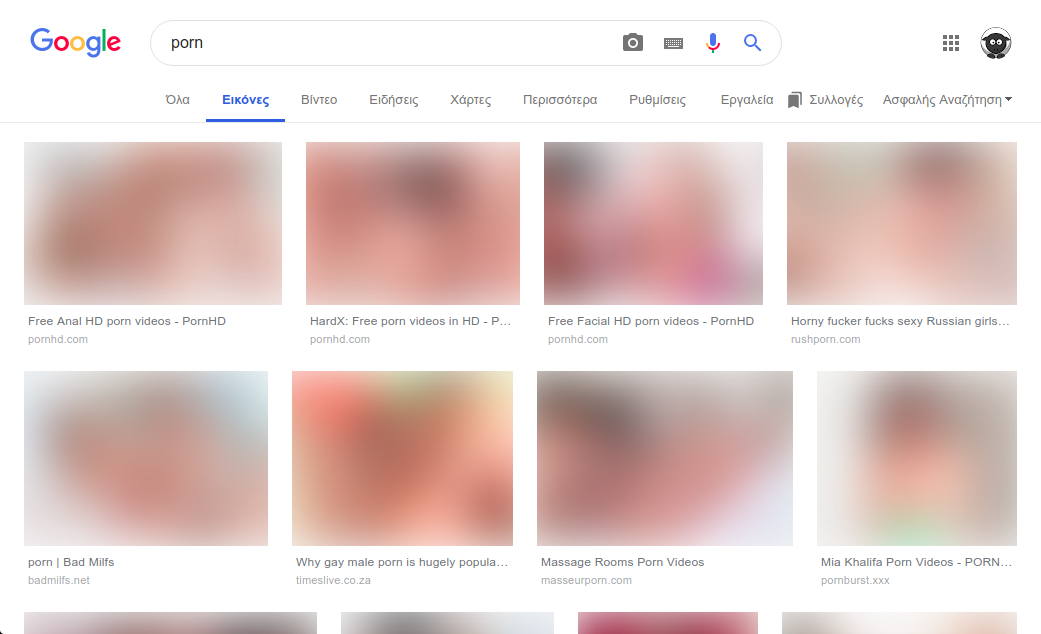 Google
porn
Όλα Εικόνες Βίντεο Ειδήσεις Χάρτες Περισσότερα Ρυθμίσεις Εργαλεία Συλλογές Ασφαλής Αναζήτηση
Free Anal HD porn videos - PornHD
pornhd.com
HardX: Free porn videos in HD - P...
pornhd.com
Free Facial HD porn videos - PornHD
pornhd.com
Horny fucker fucks sexy Russian girls...
rushporn.com
porn | Bad Milfs
badmilfs.net
Why gay male porn is hugely popula...
timeslive.co.za
Massage Rooms Porn Videos
masseurporn.com
Mia Khalifa Porn Videos - PORN...
pornburst.xxx